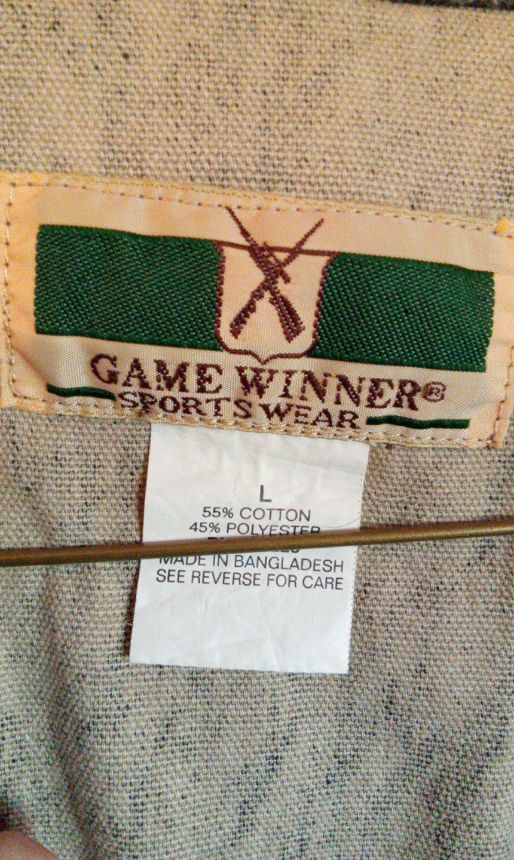 GAME WINNER®
SPORTS WEAR
L
55% COTTON
45% POLYESTER
MADE IN BANGLADESH
SEE REVERSE FOR CARE